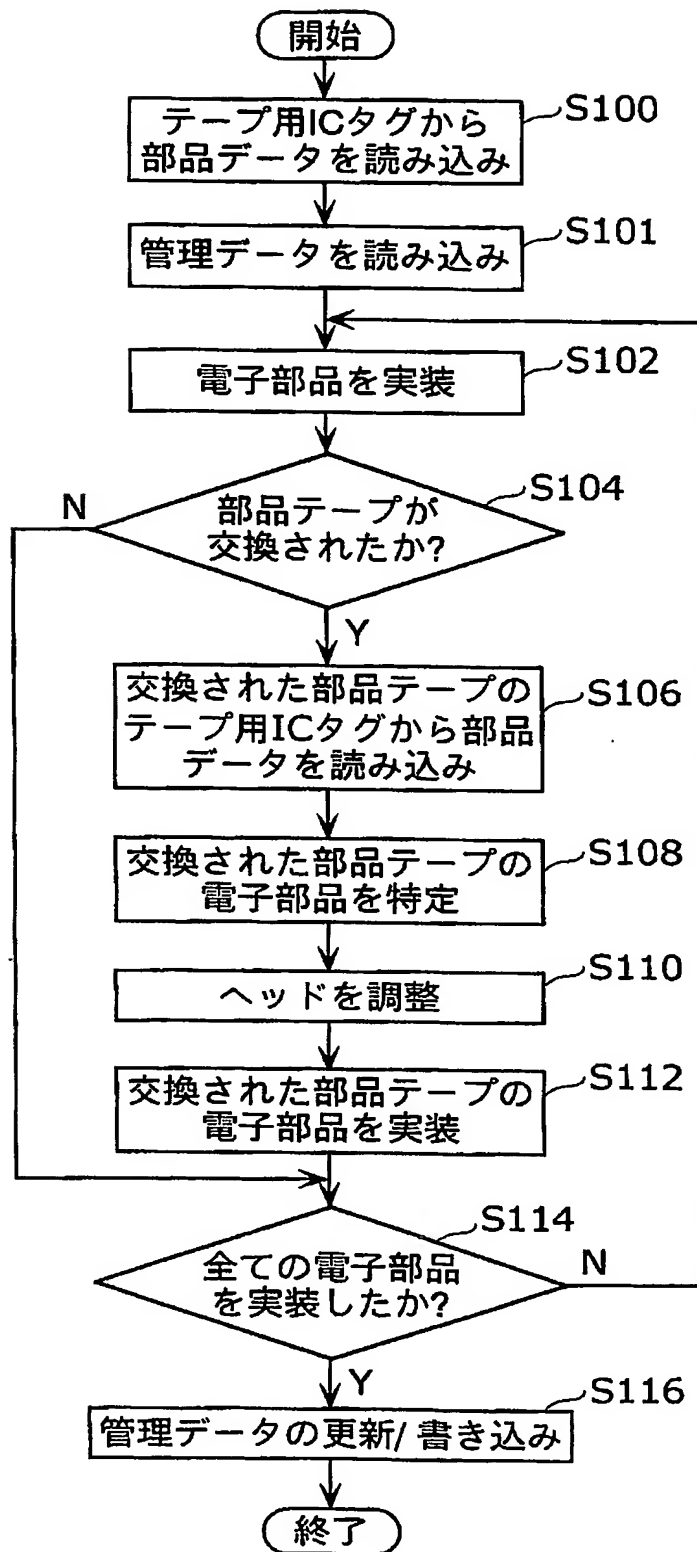 開始
テープ用ICタグから
部品データを読み込み
S100
管理データを読み込み
S101
電子部品を実装
S102
部品テープが
交換されたか?
S104
N
Y
交換された部品テープの
テープ用ICタグから部品
データを読み込み
S106
交換された部品テープの
電子部品を特定
S108
ヘッドを調整
S110
交換された部品テープの
電子部品を実装
S112
全ての電子部品
を実装したか?
S114
N
Y
管理データの更新/ 書き込み
S116
終了